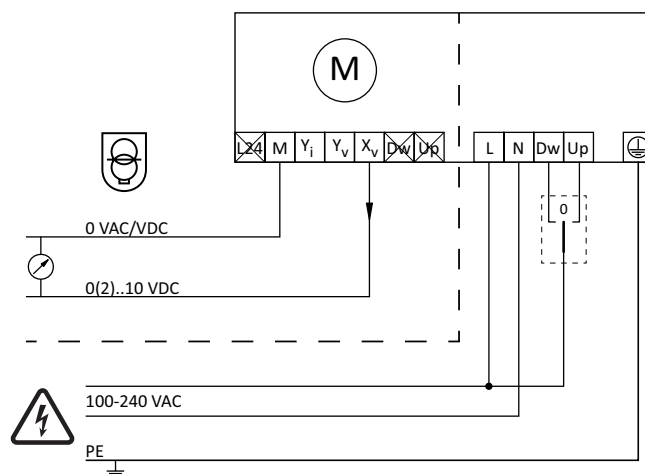 M
L24 M Yi Yv Xv Dw Up L N Dw Up
0
0 VAC/VDC
0(2)..10 VDC
100-240 VAC
PE